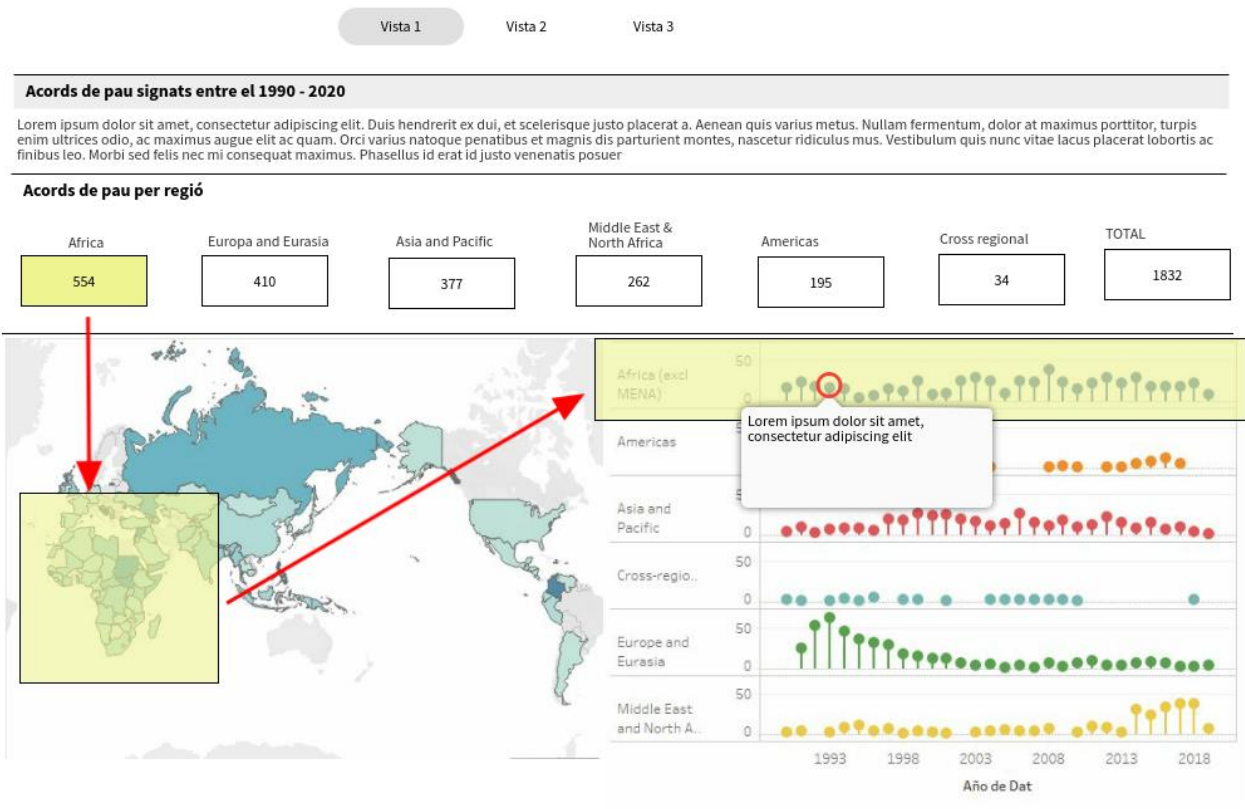 Vista 1
Vista 2
Vista 3
Acords de pau signats entre el 1990 - 2020
Lorem ipsum dolor sit amet, consectetur adipiscing elit. Duis hendrerit ex dui, et scelerisque justo placerat a. Aenean quis varius metus. Nullam fermentum, dolor at maximus porttitor, turpis
enim ultrices odio, ac maximus augue elit ac quam. Orci varius natoque penatibus et magnis dis parturient montes, nascetur ridiculus mus. Vestibulum quis nunc vitae lacus placerat lobortis ac
finibus leo. Morbi sed felis nec mi consequat maximus. Phasellus id erat id justo venenatis posuer
Acords de pau per regió
Africa
554
Europa and Eurasia
410
Asia and Pacific
377
Middle East &
North Africa
262
Americas
195
Cross regional
34
TOTAL
1832
Africa (excl
MENA)
50
0
Lorem ipsum dolor sit amet,
consectetur adipiscing elit
Americas
Asia and
Pacific
0
Cross-regio..
50
0
Europe and
Eurasia
50
0
Middle East
and North A..
50
0
1993
1998
2003
2008
2013
2018
Año de Dat